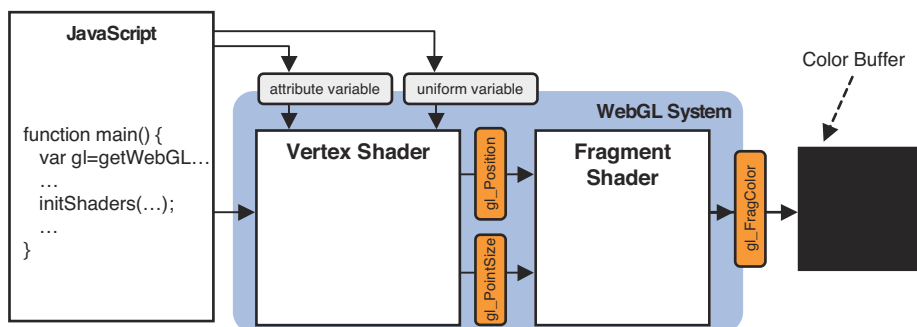 JavaScript
function main() {
var gl=getWebGL…
…
initShaders(…);
…
}
attribute variable
uniform variable
WebGL System
Vertex Shader
gl_Position
gl_PointSize
Fragment
Shader
gl_FragColor
Color Buffer